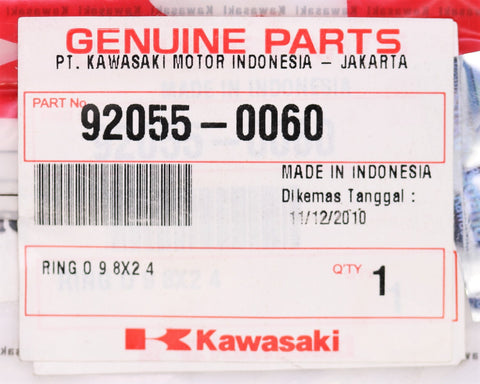 GENUINE PARTS
PT. KAWASAKI MOTOR INDONESIA – JAKARTA
PART No.
92055-0060
MADE IN INDONESIA
Dikemas Tanggal :
11/12/2010
RING O 9 8X2 4
Q'TY 1
Kawasaki